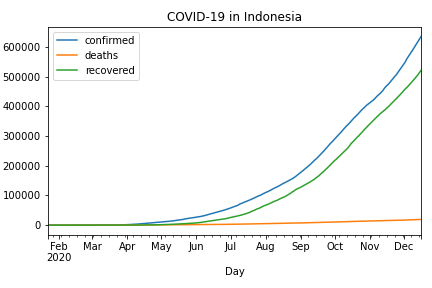 COVID-19 in Indonesia
confirmed
deaths
recovered
600000
500000
400000
300000
200000
100000
0
Feb Mar Apr May Jun Jul Aug Sep Oct Nov Dec
2020
Day